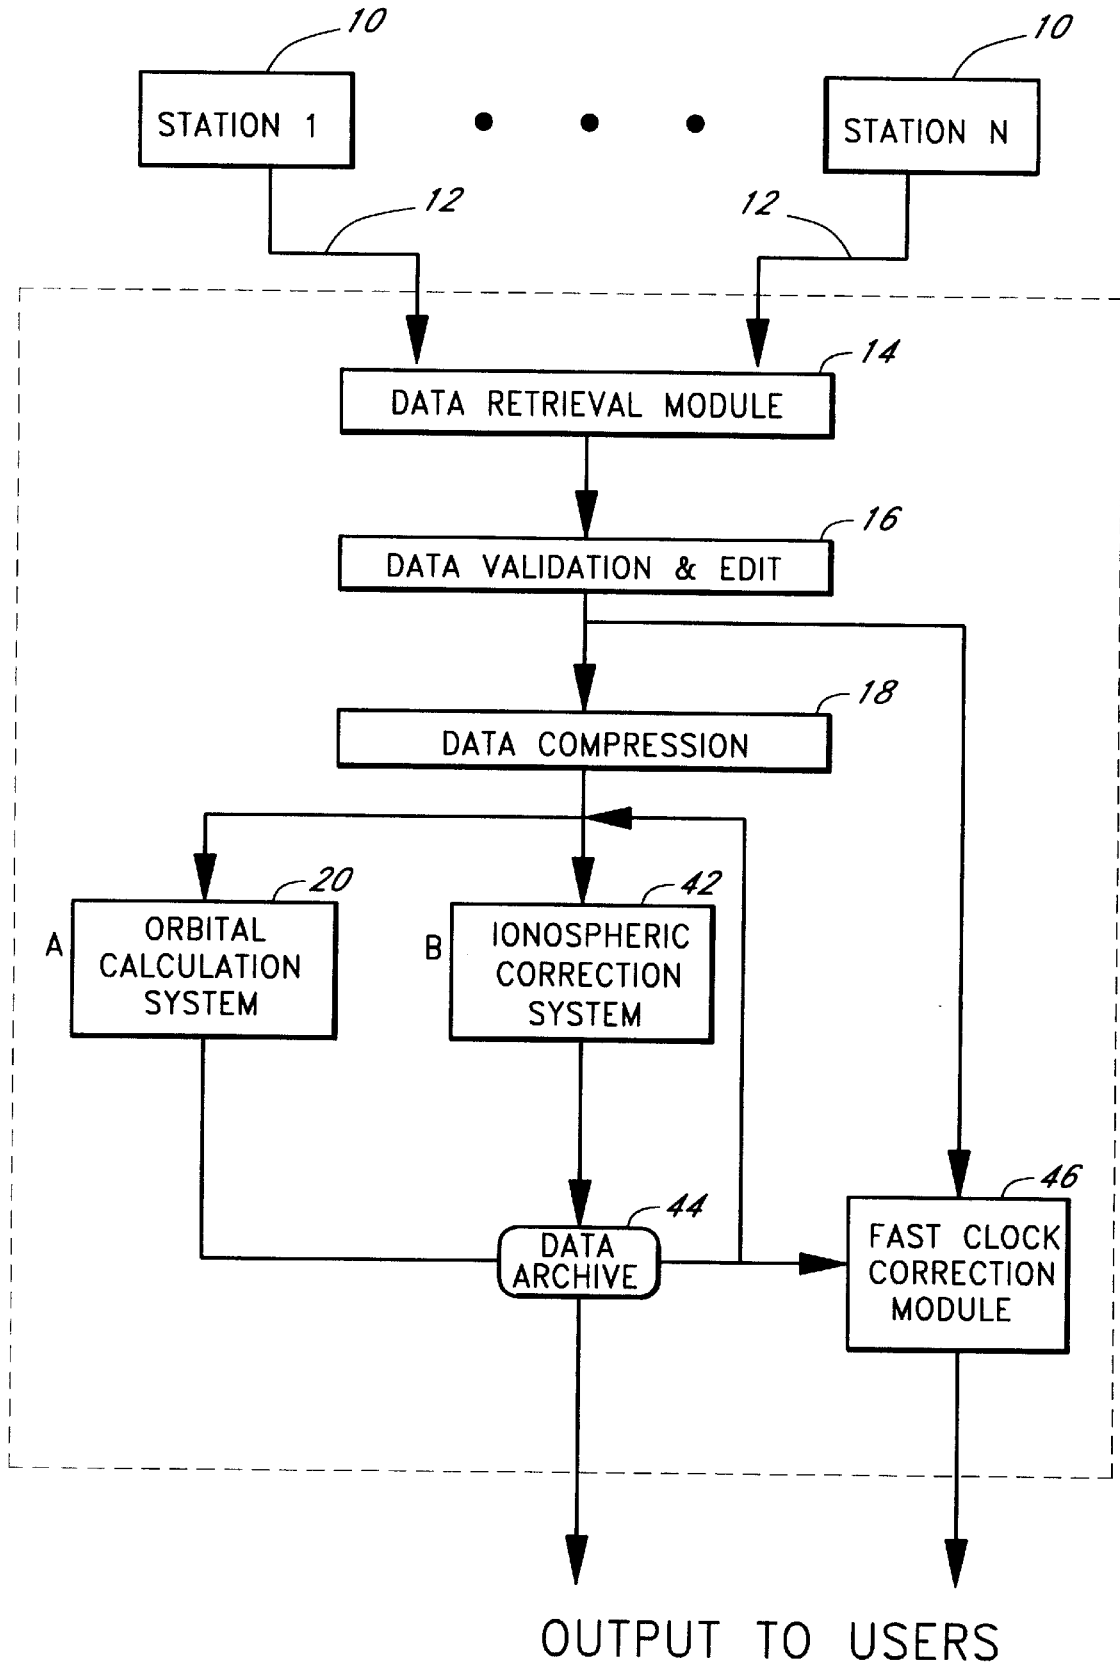 10
10
STATION 1
STATION N
12
12
14
DATA RETRIEVAL MODULE
16
DATA VALIDATION & EDIT
18
DATA COMPRESSION
20
42
A
ORBITAL
CALCULATION
SYSTEM
B
IONOSPHERIC
CORRECTION
SYSTEM
44
DATA
ARCHIVE
46
FAST CLOCK
CORRECTION
MODULE
OUTPUT TO USERS